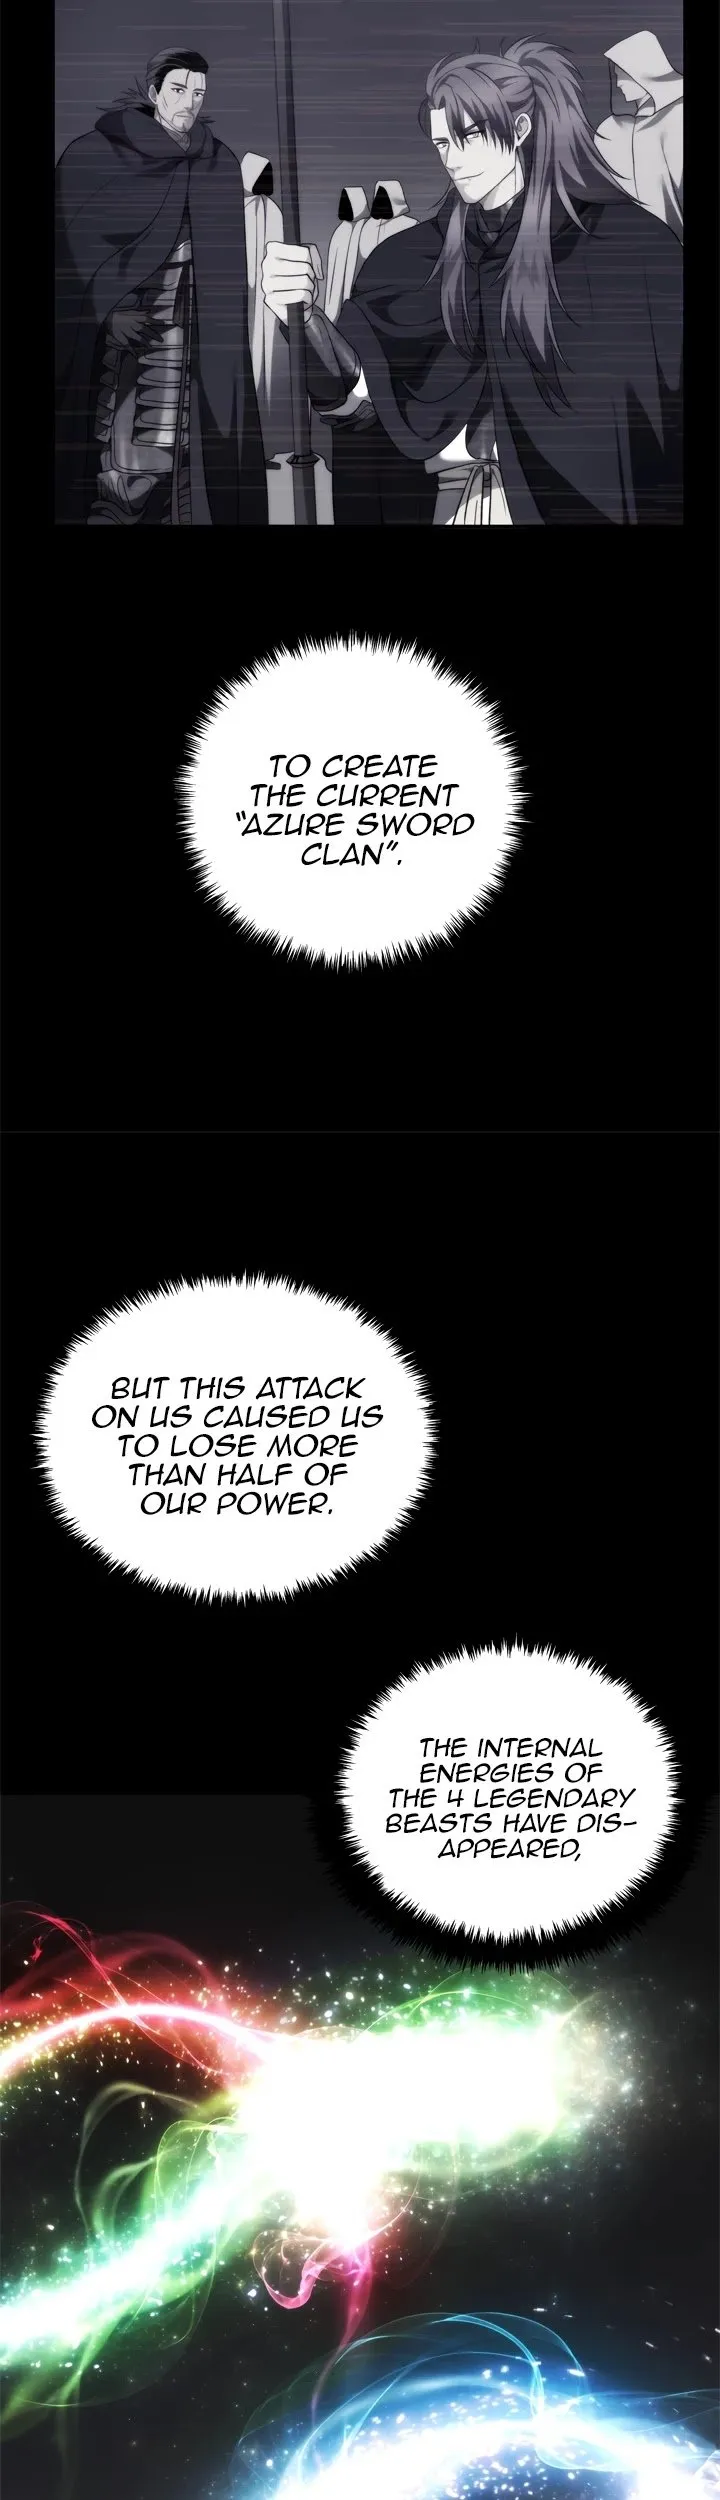 TO CREATE
THE CURRENT
"AZURE SWORD
CLAN".
BUT THIS ATTACK
ON US CAUSED US
TO LOSE MORE
THAN HALF OF
OUR POWER.
THE INTERNAL
ENERGIES OF
THE 4 LEGENDARY
BEASTS HAVE DIS-
APPEARED,